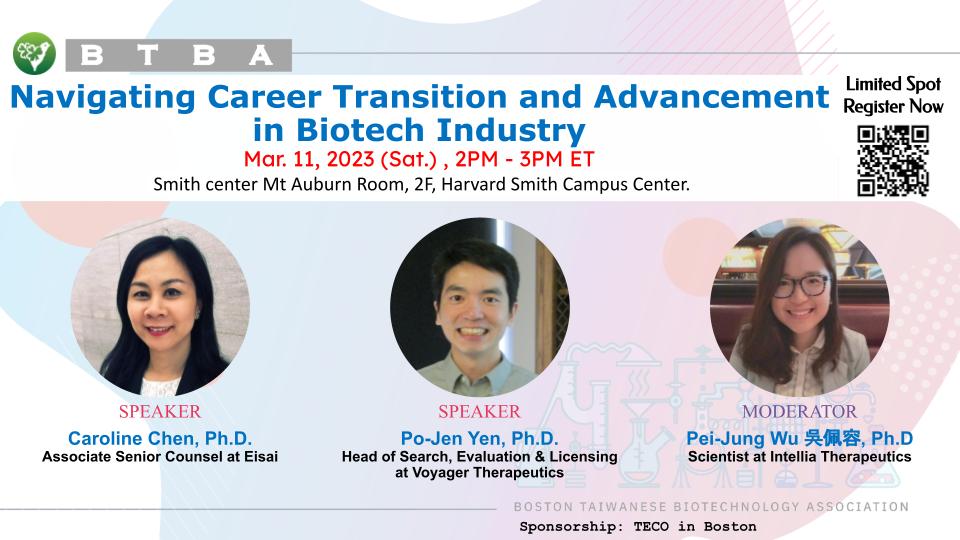 B T B A
Navigating Career Transition and Advancement
in Biotech Industry
Mar. 11, 2023 (Sat.) , 2PM - 3PM ET
Smith center Mt Auburn Room, 2F, Harvard Smith Campus Center.
Limited Spot
Register Now
SPEAKER
Caroline Chen, Ph.D.
Associate Senior Counsel at Eisai
SPEAKER
Po-Jen Yen, Ph.D.
Head of Search, Evaluation & Licensing
at Voyager Therapeutics
MODERATOR
Pei-Jung Wu 吳佩容, Ph.D
Scientist at Intellia Therapeutics
BOSTON TAIWANESE BIOTECHNOLOGY ASSOCIATION
Sponsorship: TECO in Boston